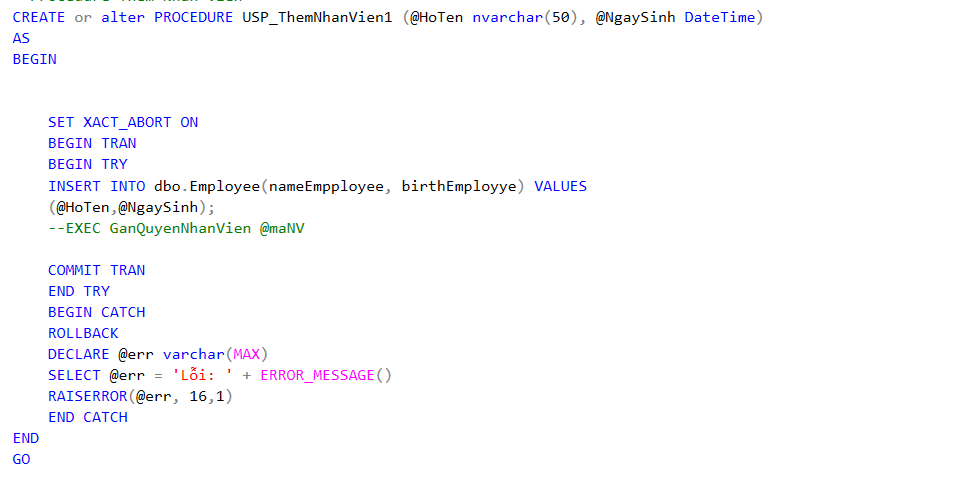 CREATE or alter PROCEDURE USP_ThemNhanVien1 (@HoTen nvarchar(50), @NgaySinh DateTime)
AS
BEGIN
SET XACT_ABORT ON
BEGIN TRAN
BEGIN TRY
INSERT INTO dbo.Employee(nameEmpployee, birthEmployye) VALUES
(@HoTen,@NgaySinh);
--EXEC GanQuyenNhanVien @maNV
COMMIT TRAN
END TRY
BEGIN CATCH
ROLLBACK
DECLARE @err varchar(MAX)
SELECT @err = 'Lỗi: ' + ERROR_MESSAGE()
RAISERROR(@err, 16,1)
END CATCH
END
GO